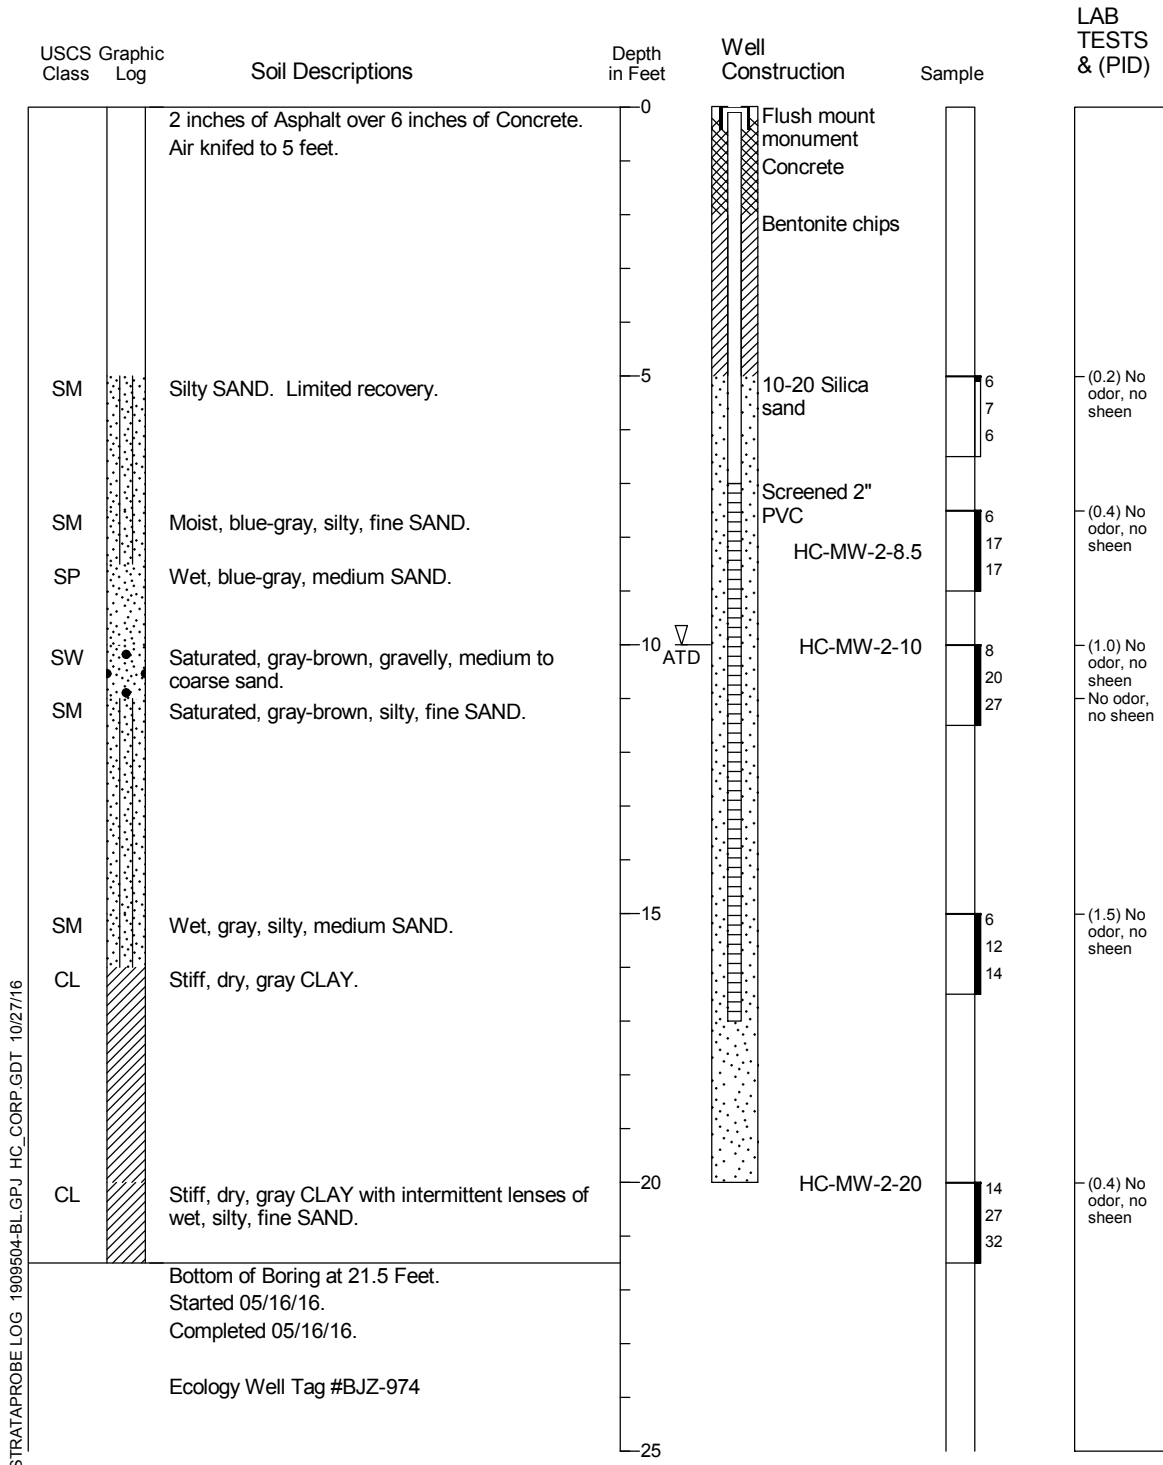 LAB
TESTS
& (PID)
USCS Class
Graphic Log
Soil Descriptions
Depth in Feet
Well Construction
Sample
0
2 inches of Asphalt over 6 inches of Concrete.
Air knifed to 5 feet.
Flush mount
monument
Concrete
Bentonite chips
SM
Silty SAND. Limited recovery.
5
10-20 Silica
sand
6
7
6
(0.2) No
odor, no
sheen
Screened 2"
PVC
SM
Moist, blue-gray, silty, fine SAND.
HC-MW-2-8.5
6
17
17
(0.4) No
odor, no
sheen
SP
Wet, blue-gray, medium SAND.
10
ATD
HC-MW-2-10
SW
Saturated, gray-brown, gravelly, medium to
coarse sand.
8
20
27
(1.0) No
odor, no
sheen
No odor,
no sheen
SM
Saturated, gray-brown, silty, fine SAND.
15
SM
Wet, gray, silty, medium SAND.
6
12
14
(1.5) No
odor, no
sheen
CL
Stiff, dry, gray CLAY.
20
HC-MW-2-20
CL
Stiff, dry, gray CLAY with intermittent lenses of
wet, silty, fine SAND.
14
27
32
(0.4) No
odor, no
sheen
Bottom of Boring at 21.5 Feet.
Started 05/16/16.
Completed 05/16/16.
Ecology Well Tag #BJZ-974
25
STRATAPROBE LOG 1909504-BL.GPJ HC_CORP.GDT 10/27/16